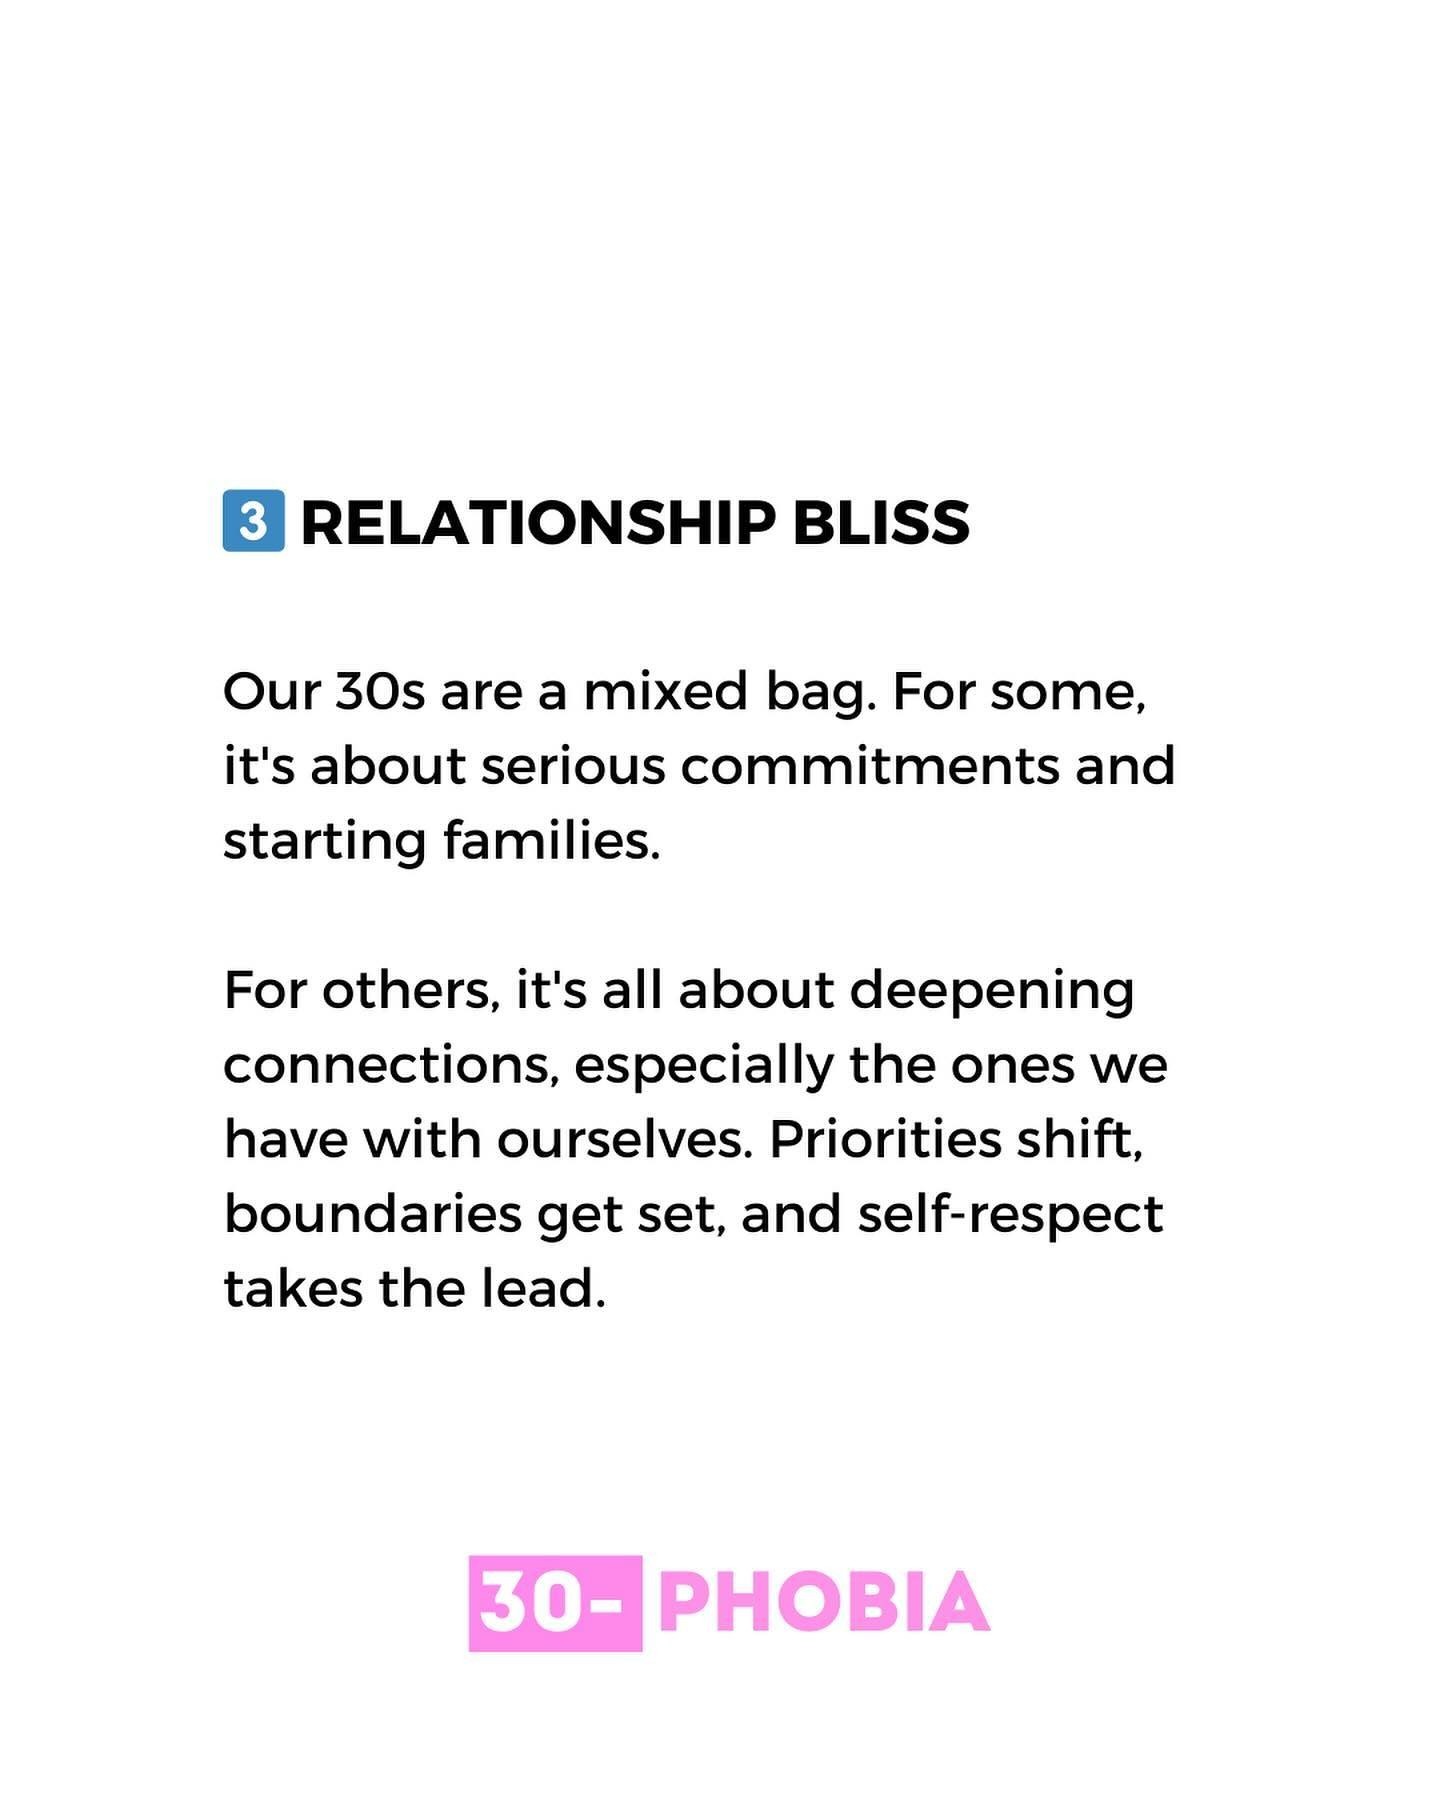 3 RELATIONSHIP BLISS
Our 30s are a mixed bag. For some,
it's about serious commitments and
starting families.
For others, it's all about deepening
connections, especially the ones we
have with ourselves. Priorities shift,
boundaries get set, and self-respect
takes the lead.
30- PHOBIA